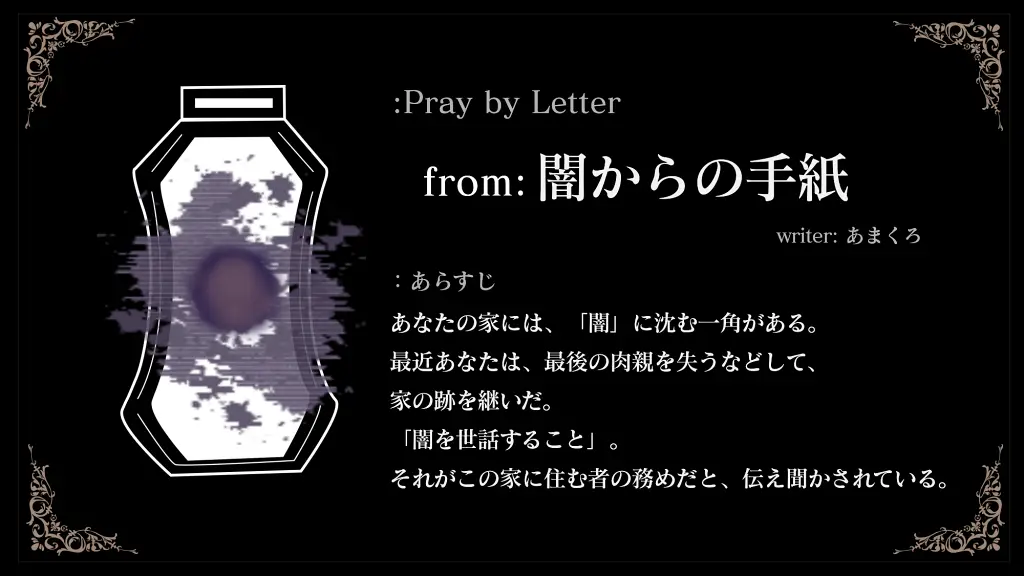 :Pray by Letter
from: 闇からの手紙
writer: あまくろ
：あらすじ
あなたの家には、「闇」に沈む一角がある。
最近あなたは、最後の肉親を失うなどして、
家の跡を継いだ。
「闇を世話すること」。
それがこの家に住む者の務めだと、伝え聞かされている。